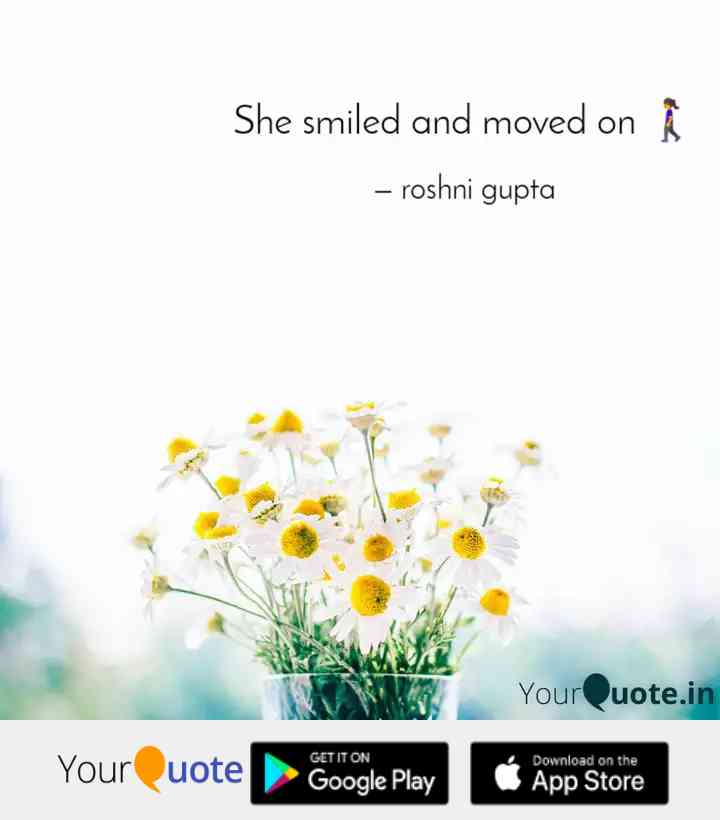 She smiled and moved on 🚶‍♀️
– roshni gupta
YourQuote.in
YourQuote
GET IT ON
Google Play
Download on the
App Store